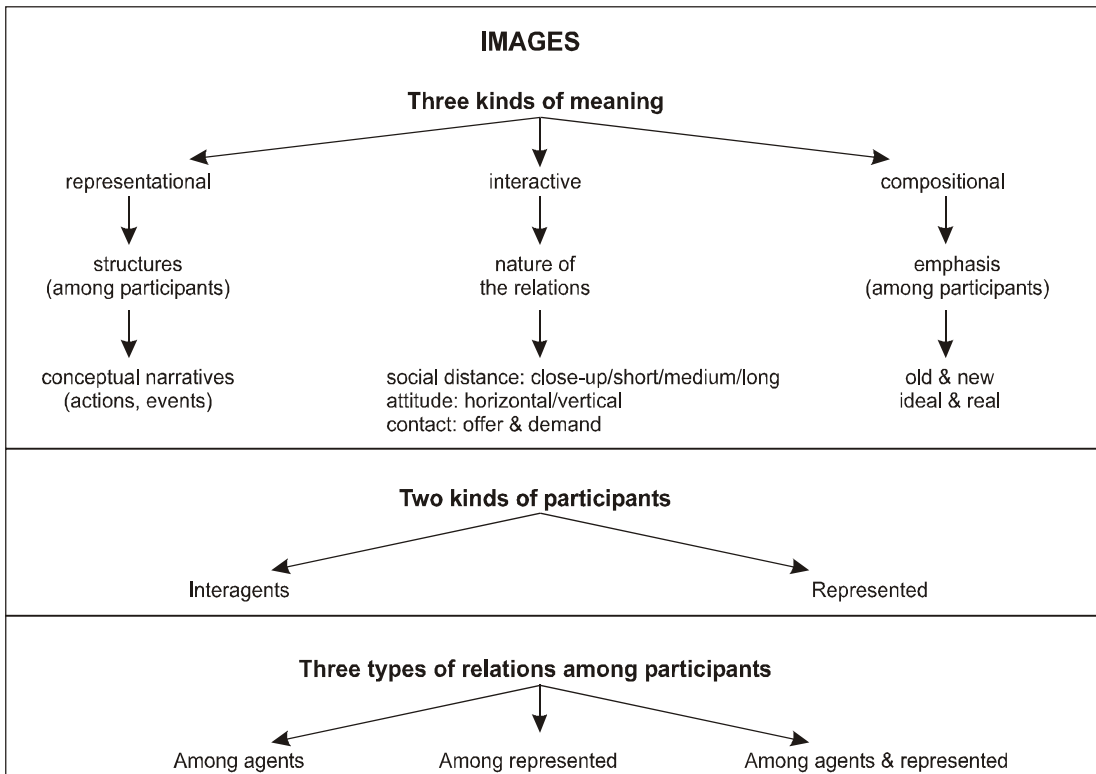 IMAGES
Three kinds of meaning
representational
interactive
compositional
structures
(among participants)
nature of
the relations
emphasis
(among participants)
conceptual narratives
(actions, events)
social distance: close-up/short/medium/long
attitude: horizontal/vertical
contact: offer & demand
old & new
ideal & real
Two kinds of participants
Interagents
Represented
Three types of relations among participants
Among agents
Among represented
Among agents & represented